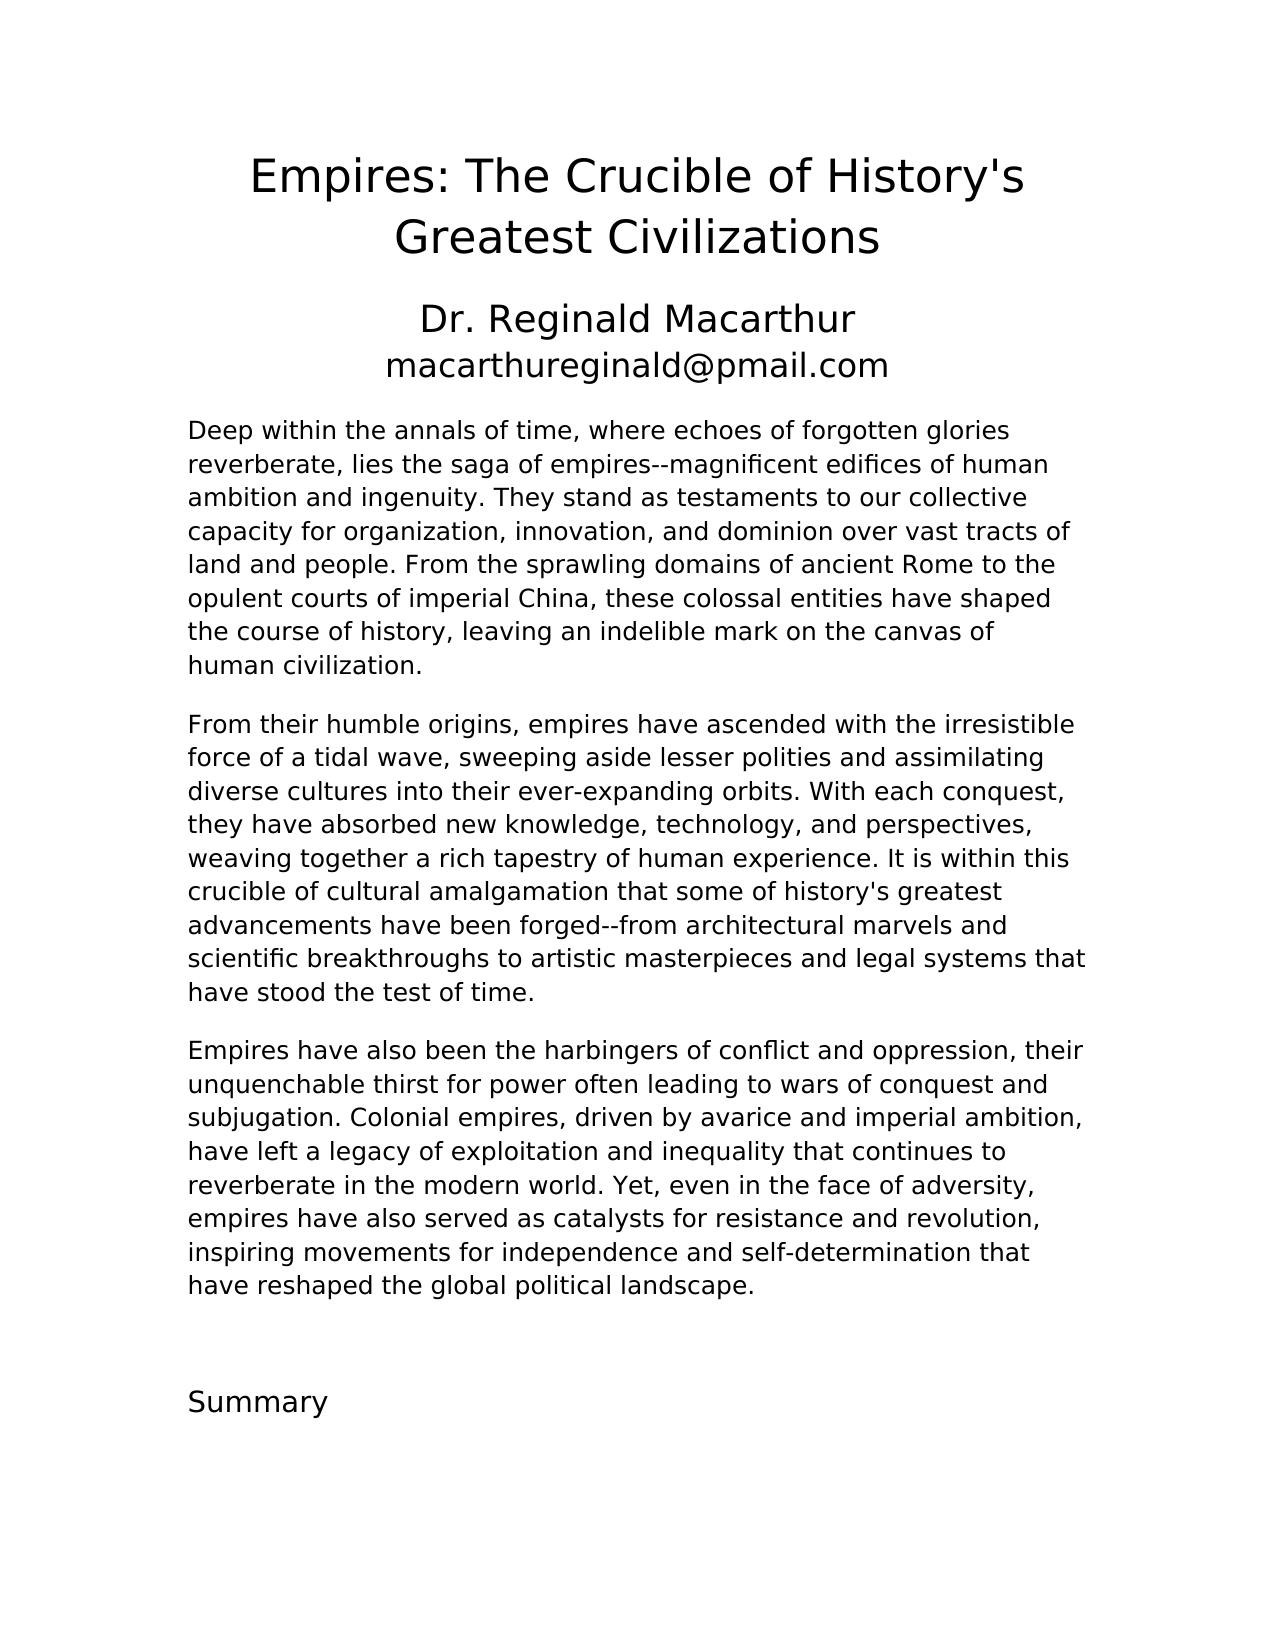 Empires: The Crucible of History's
Greatest Civilizations
Dr. Reginald Macarthur
macarthureginald@pmail.com
Deep within the annals of time, where echoes of forgotten glories
reverberate, lies the saga of empires--magnificent edifices of human
ambition and ingenuity. They stand as testaments to our collective
capacity for organization, innovation, and dominion over vast tracts of
land and people. From the sprawling domains of ancient Rome to the
opulent courts of imperial China, these colossal entities have shaped
the course of history, leaving an indelible mark on the canvas of
human civilization.
From their humble origins, empires have ascended with the irresistible
force of a tidal wave, sweeping aside lesser polities and assimilating
diverse cultures into their ever-expanding orbits. With each conquest,
they have absorbed new knowledge, technology, and perspectives,
weaving together a rich tapestry of human experience. It is within this
crucible of cultural amalgamation that some of history's greatest
advancements have been forged--from architectural marvels and
scientific breakthroughs to artistic masterpieces and legal systems that
have stood the test of time.
Empires have also been the harbingers of conflict and oppression, their
unquenchable thirst for power often leading to wars of conquest and
subjugation. Colonial empires, driven by avarice and imperial ambition,
have left a legacy of exploitation and inequality that continues to
reverberate in the modern world. Yet, even in the face of adversity,
empires have also served as catalysts for resistance and revolution,
inspiring movements for independence and self-determination that
have reshaped the global political landscape.
Summary